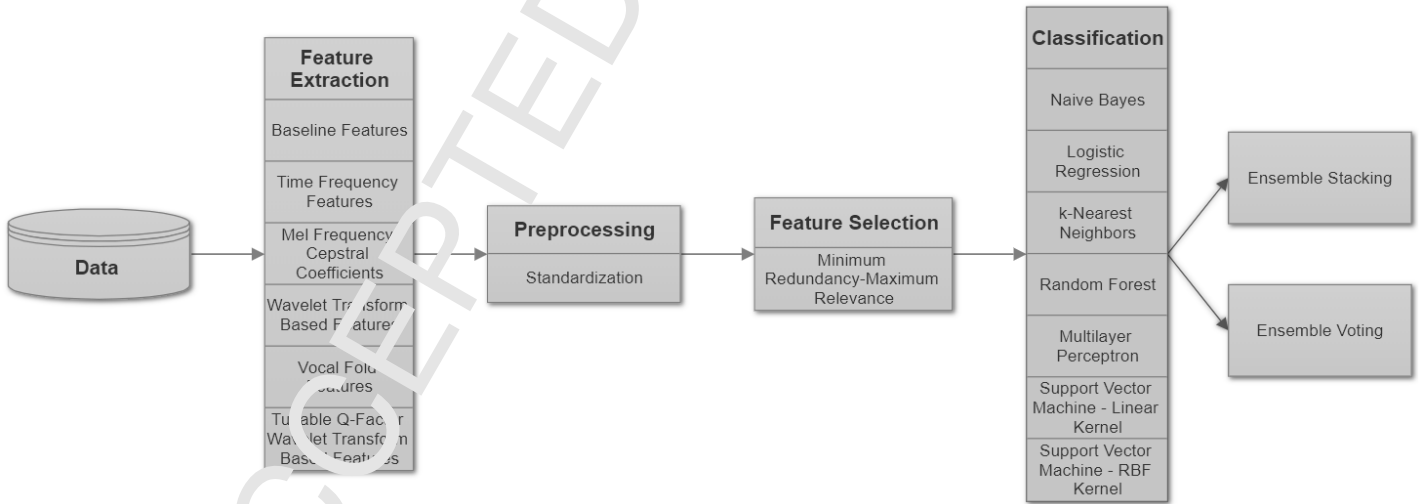 Data
Feature
Extraction
Baseline Features
Time Frequency
Features
Mel Frequency
Cepstral
Coefficients
Wavelet Transform
Based Features
Vocal Fold
Features
Tunable Q-Factor
Wavelet Transform
Based Features
Preprocessing
Standardization
Feature Selection
Minimum
Redundancy-Maximum
Relevance
Classification
Naive Bayes
Logistic
Regression
k-Nearest
Neighbors
Random Forest
Multilayer
Perceptron
Support Vector
Machine - Linear
Kernel
Support Vector
Machine - RBF
Kernel
Ensemble Stacking
Ensemble Voting
CCEPTED